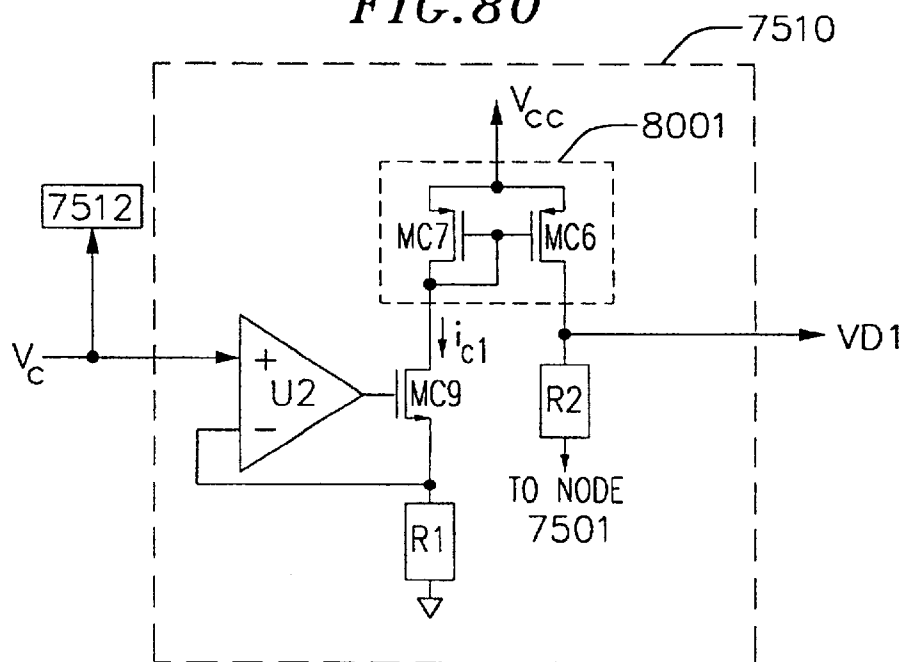 FIG.80
7510
Vcc
8001
7512
MC7
MC6
ic1
VD1
Vc
+
U2
−
MC9
R2
TO NODE
7501
R1